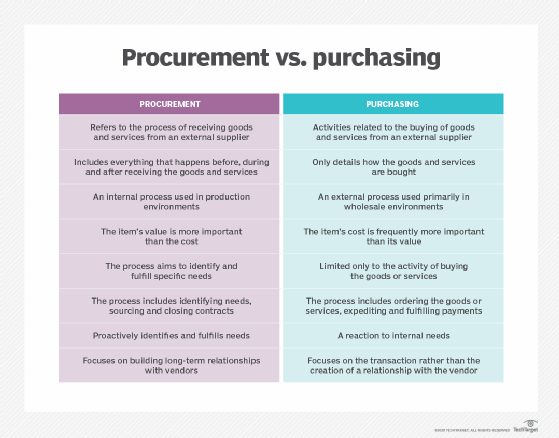 Procurement vs. purchasing
PROCUREMENT
PURCHASING
Refers to the process of receiving goods
and services from an external supplier
Activities related to the buying of goods
and services from an external supplier
Includes everything that happens before, during
and after receiving the goods and services
Only details how the goods and services
are bought
An internal process used in production
environments
An external process used primarily in
wholesale environments
The item's value is more important
than the cost
The item's cost is frequently more important
than its value
The process aims to identify and
fulfill specific needs
Limited only to the activity of buying
the goods or services
The process includes identifying needs,
sourcing and closing contracts
The process includes ordering the goods or
services, expediting and fulfilling payments
Proactively identifies and fulfills needs
A reaction to internal needs
Focuses on building long-term relationships
with vendors
Focuses on the transaction rather than the
creation of a relationship with the vendor
TECHTARGET. ALL RIGHTS RESERVED TechTarget